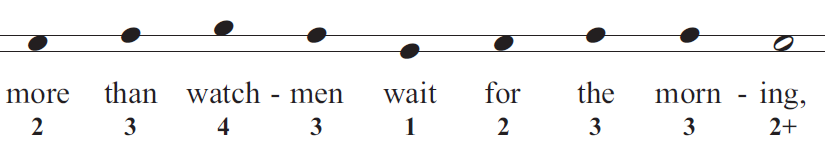 more than watch - men wait for the morn - ing,
2 3 4 3 1 2 3 3 2+